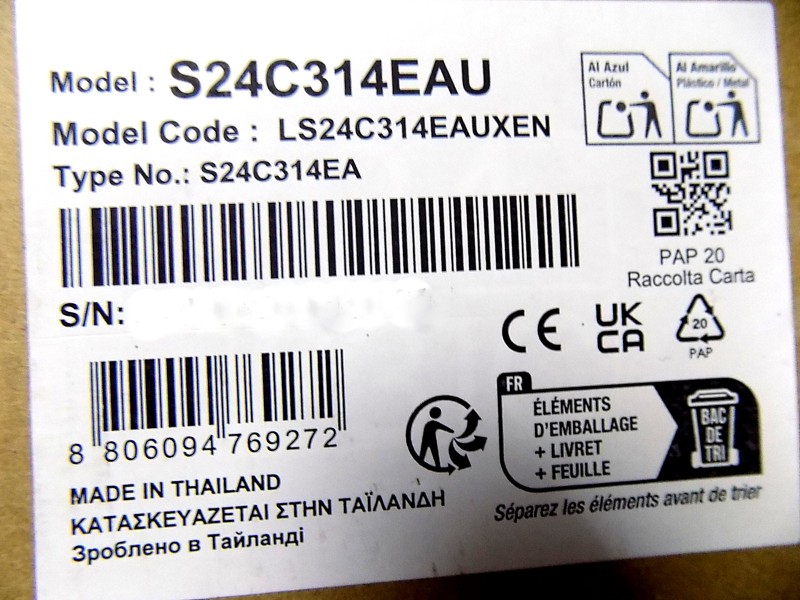 Model : S24C314EAU
Model Code : LS24C314EAUXEN
Type No.: S24C314EA
Al Azul
Cartón
Al Amarillo
Plástico / Metal
PAP 20
Raccolta Carta
S/N:
CE
UK
CA
20
PAP
8 806094 769272
FR
ÉLÉMENTS
D'EMBALLAGE
+ LIVRET
+ FEUILLE
BAC
DE
TRI
Séparez les éléments avant de trier
MADE IN THAILAND
ΚΑΤΑΣΚΕΥΑΖΕΤΑΙ ΣΤΗΝ ΤΑΪΛΑΝΔΗ
Зроблено в Тайланді